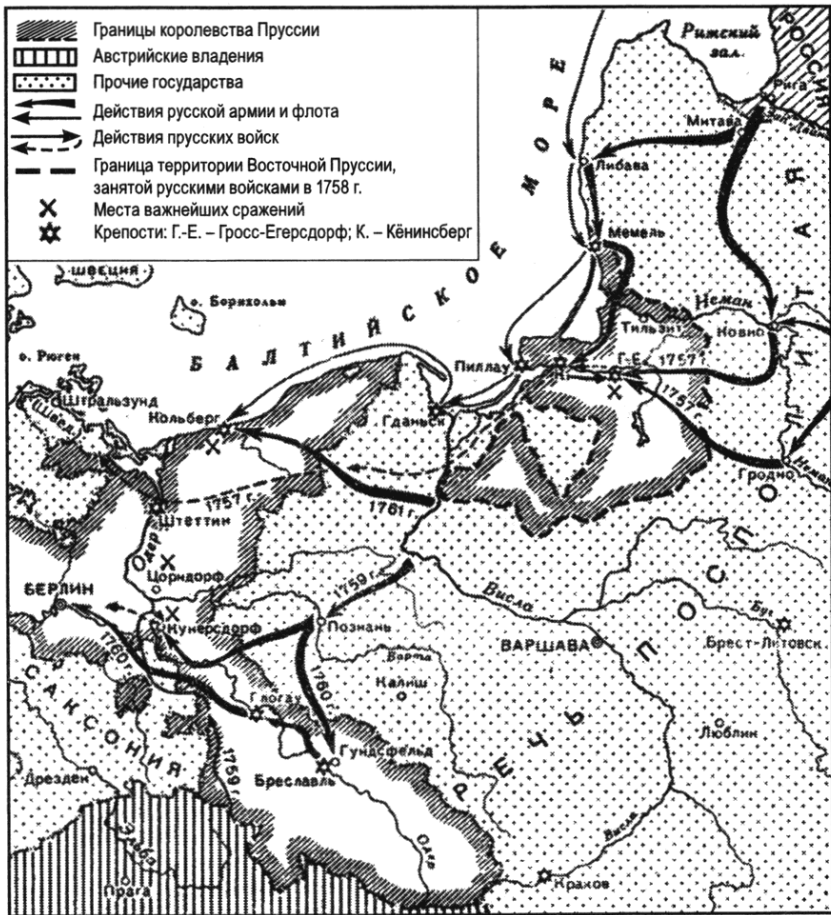 Границы королевства Пруссии
Австрийские владения
Прочие государства
Действия русской армии и флота
Действия прусских войск
Граница территории Восточной Пруссии,
занятой русскими войсками в 1758 г.
Места важнейших сражений
Крепости: Г.-Е. – Гросс-Егерсдорф; К. – Кёнинсберг
Рижский
зал.
РОССИЯ
Рига
Митава
Либава
Мемель
БАЛТИЙСКОЕ МОРЕ
ШВЕЦИЯ
о. Борнхольм
о. Рюген
Штральзунд
(Швед.)
Неман
Тильзит
Ковно
ЛИТВА
Пиллау
К.
Г.-Е.
1757 г.
1757 г.
Кольберг
Гданьск
Гродно
Неман
1757 г.
1761 г.
Штеттин
Одер
Цорндорф
БЕРЛИН
1759 г.
Висла
Буг
Кунерсдорф
Познань
ВАРШАВА
Брест-Литовск.
1760 г.
Варта
Калиш
1760 г.
РЕЧЬ ПОСПО
САКСОНИЯ
Глогау
Люблин
Гундсфельд
1759 г.
Бреславль
Дрезден
Эльба
Одер
Висла
Прага
Краков